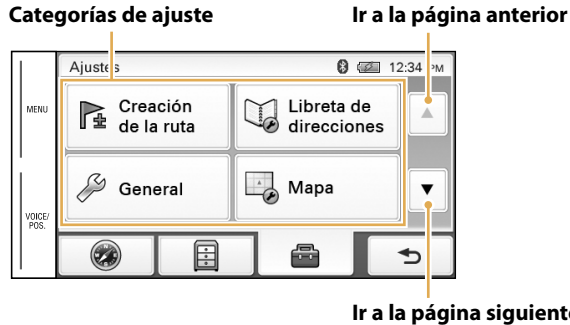 Categorías de ajuste
Ir a la página anterior
Ajustes
12:34 PM
MENU
Creación
de la ruta
Libreta de
direcciones
General
Mapa
VOICE/
POS.
Ir a la página siguiente